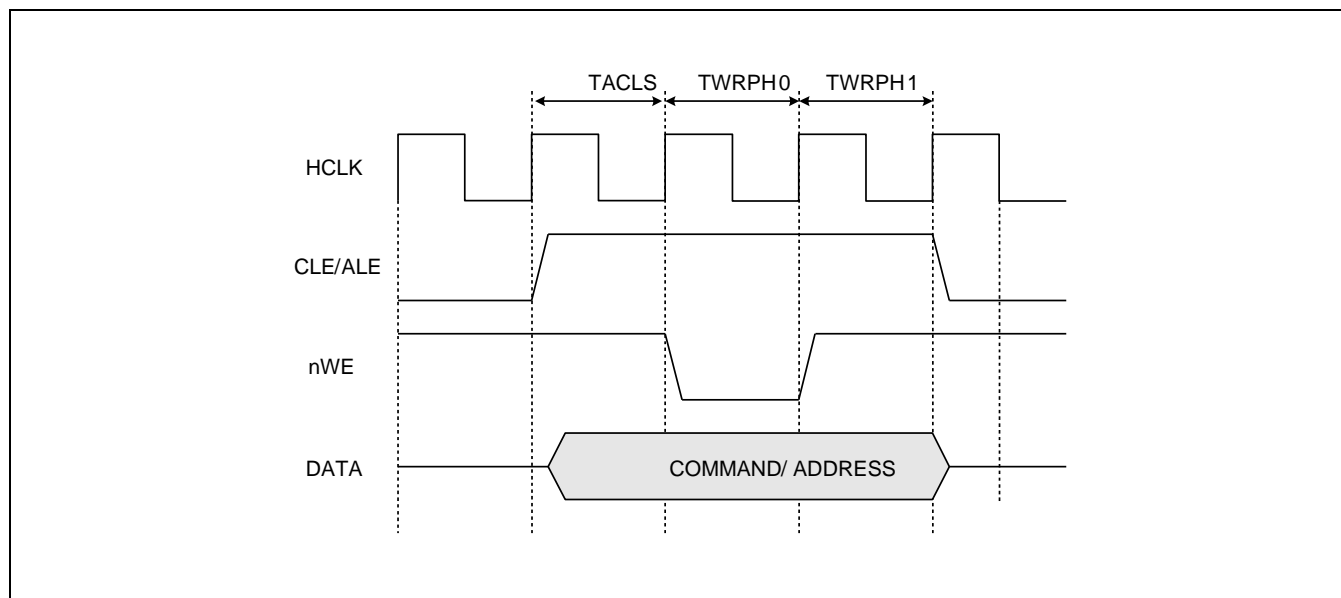 TACLS TWRPH0 TWRPH1
HCLK
CLE/ALE
nWE
DATA COMMAND/ ADDRESS